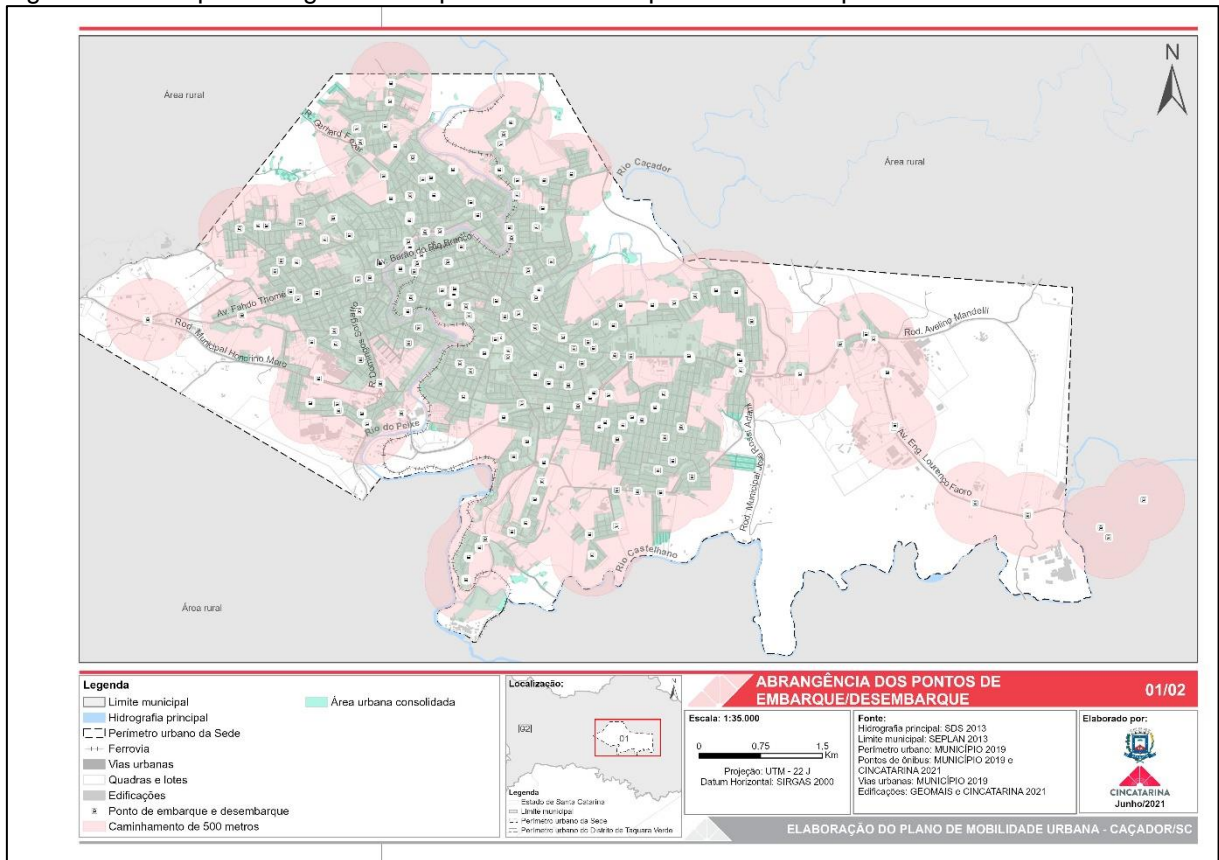 N
Área rural
Área rural
R. Gerhard Fezer
Rio Caçador
Av. Barão do Rio Branco
Av. Fahdo Thomé
Rod. Municipal Honorino Moro
R. Domingos Sorgatto
Rod. Avelino Mandelli
Rio do Peixe
Rod. Municipal José Rossi Adami
Av. Eng. Lourenço Faoro
Rio Castelhano
Área rural
Legenda
Limite municipal
Hidrografia principal
Perímetro urbano da Sede
Ferrovia
Vias urbanas
Quadras e lotes
Edificações
Ponto de embarque e desembarque
Caminhamento de 500 metros
Área urbana consolidada
Localização:
N
|G2|
01
Legenda
Estado de Santa Catarina
Limite municipal
Perímetro urbano da Sede
Perímetro urbano do Distrito de Taquara Verde
ABRANGÊNCIA DOS PONTOS DE
EMBARQUE/DESEMBARQUE
01/02
Escala: 1:35.000
0 0.75 1.5
Km
Projeção: UTM - 22 J
Datum Horizontal: SIRGAS 2000
Fonte:
Hidrografia principal: SDS 2013
Limite municipal: SEPLAN 2013
Perímetro urbano: MUNICÍPIO 2019
Pontos de ônibus: MUNICÍPIO 2019 e
CINCATARINA 2021
Vias urbanas: MUNICÍPIO 2019
Edificações: GEOMAIS e CINCATARINA 2021
Elaborado por:
CINCATARINA
Junho/2021
ELABORAÇÃO DO PLANO DE MOBILIDADE URBANA - CAÇADOR/SC